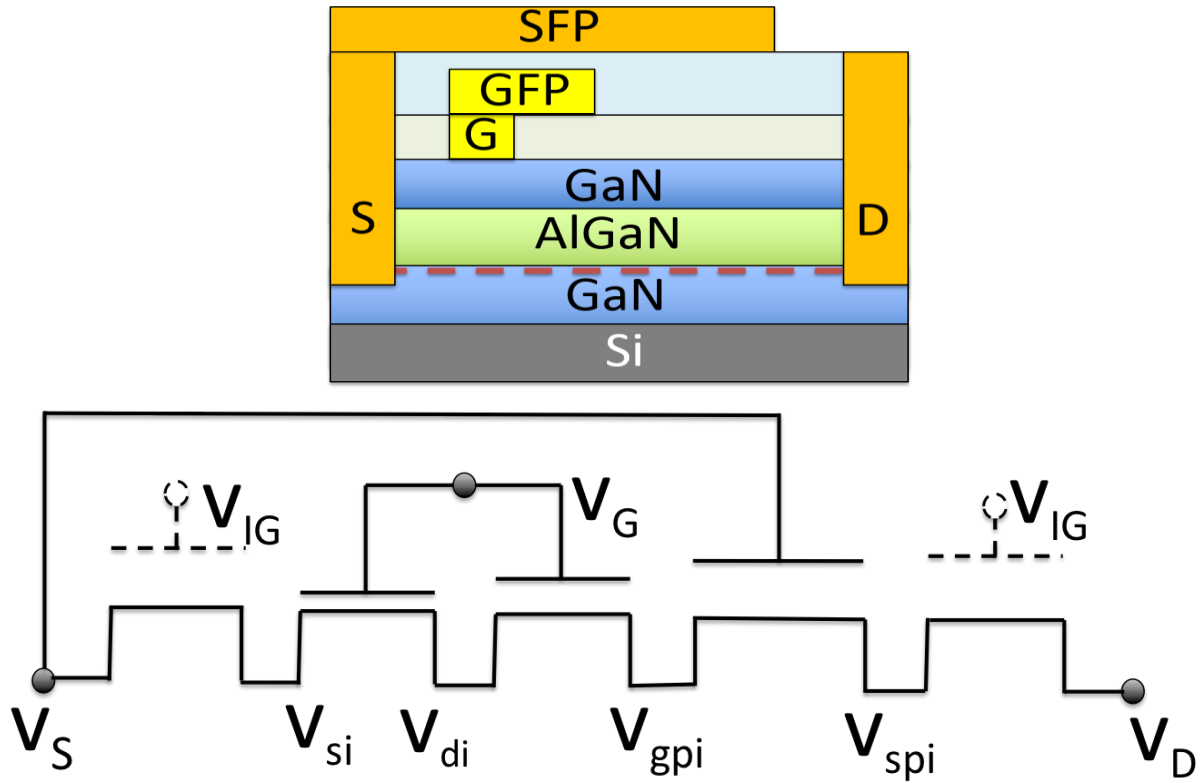 SFP
GFP
G
GaN
S
AlGaN
D
GaN
Si
V_IG
V_G
V_IG
V_S
V_si
V_di
V_gpi
V_spi
V_D